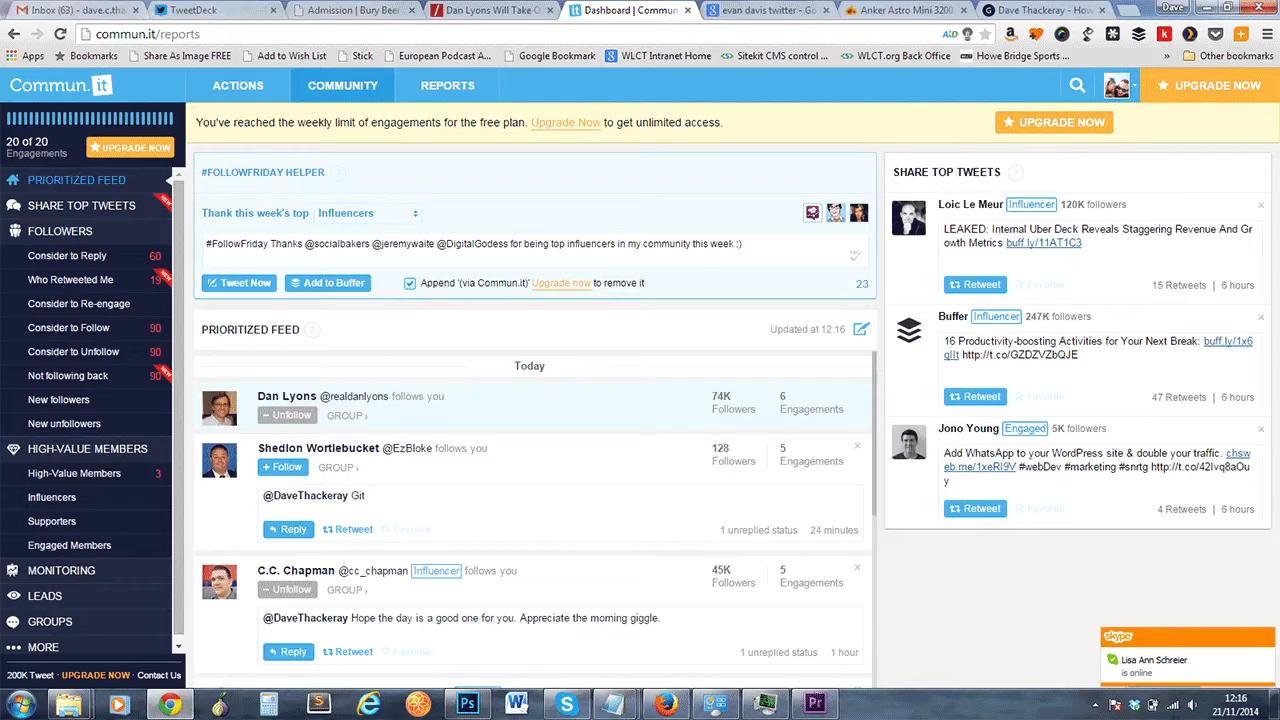 Inbox (63) - dave.c.th
TweetDeck
Admission | Bury Beer
Dan Lyons Will Take O
Dashboard | Commun
evan davis twitter - Go
Anker Astro Mini 3200
Dave Thackeray - How
Dave
commun.it/reports
Apps
Bookmarks
Share As Image FREE
Add to Wish List
Stick
European Podcast A...
Google Bookmark
WLCT Intranet Home
Sitekit CMS control ...
WLCT.org Back Office
Howe Bridge Sports ...
»
Other bookmarks
Commun.it
ACTIONS
COMMUNITY
REPORTS
UPGRADE NOW
20 of 20
Engagements
UPGRADE NOW
You've reached the weekly limit of engagements for the free plan. Upgrade Now to get unlimited access.
UPGRADE NOW
PRIORITIZED FEED
SHARE TOP TWEETS
NEW
FOLLOWERS
Consider to Reply 60
Who Retweeted Me 19
NEW
Consider to Re-engage
Consider to Follow 90
Consider to Unfollow 90
Not following back 90
NEW
New followers
New unfollowers
HIGH-VALUE MEMBERS
High-Value Members 3
Influencers
Supporters
Engaged Members
MONITORING
LEADS
GROUPS
MORE
200K Tweet · UPGRADE NOW · Contact Us
#FOLLOWFRIDAY HELPER ?
Thank this week's top Influencers
#FollowFriday Thanks @socialbakers @jeremywaite @DigitalGodess for being top influencers in my community this week :)
Tweet Now
Add to Buffer
Append '(via Commun.it)' Upgrade now to remove it
23
PRIORITIZED FEED ?
Updated at 12:16
Today
Dan Lyons @realdanlyons follows you
74K
Followers
6
Engagements
Unfollow
GROUP ›
Shedlon Wortlebucket @EzBloke follows you
128
Followers
5
Engagements
+ Follow
GROUP ›
@DaveThackeray Git
Reply
Retweet
Favorite
1 unreplied status
24 minutes
C.C. Chapman @cc_chapman Influencer follows you
45K
Followers
5
Engagements
Unfollow
GROUP ›
@DaveThackeray Hope the day is a good one for you. Appreciate the morning giggle.
Reply
Retweet
Favorite
1 unreplied status
1 hour
SHARE TOP TWEETS ?
Loic Le Meur Influencer 120K followers
LEAKED: Internal Uber Deck Reveals Staggering Revenue And Gr
owth Metrics buff.ly/11AT1C3
Retweet
Favorite
15 Retweets | 6 hours
Buffer Influencer 247K followers
16 Productivity-boosting Activities for Your Next Break: buff.ly/1x6
qIIt http://t.co/GZDZVZbQJE
Retweet
Favorite
47 Retweets | 6 hours
Jono Young Engaged 5K followers
Add WhatsApp to your WordPress site & double your traffic. chsw
eb.me/1xeRI9V #webDev #marketing #snrtg http://t.co/42Ivq8aOu
y
Retweet
Favorite
4 Retweets | 6 hours
skype
Lisa Ann Schreier
is online
12:16
21/11/2014